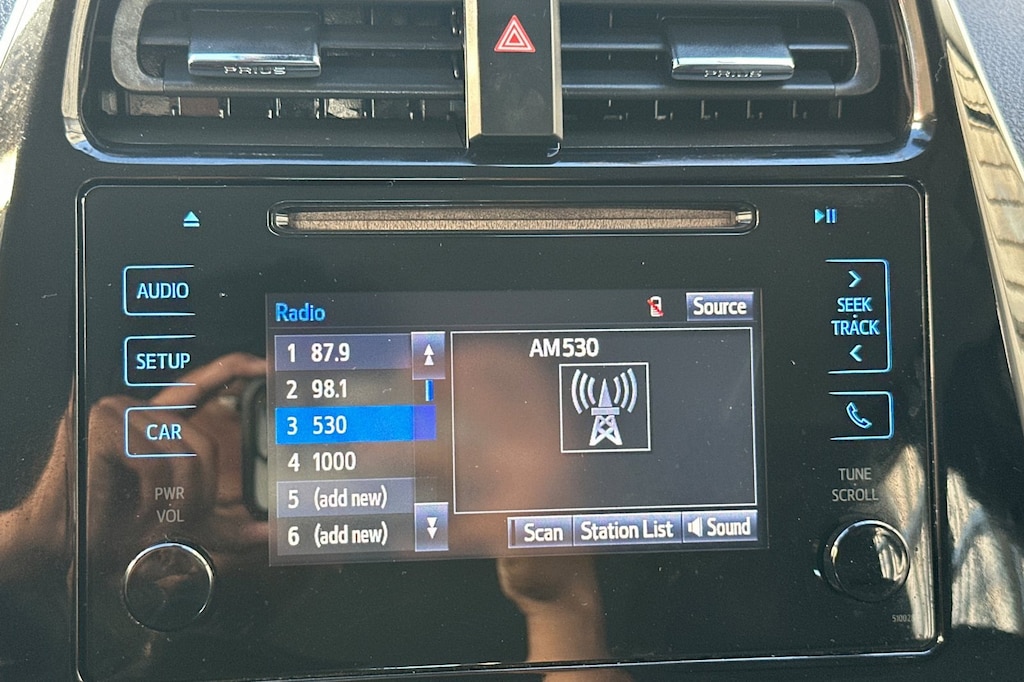 PRIUS
PRIUS
AUDIO
SETUP
CAR
PWR
VOL
Radio
Source
1 87.9
2 98.1
3 530
4 1000
5 (add new)
6 (add new)
AM530
Scan
Station List
Sound
SEEK
TRACK
TUNE
SCROLL